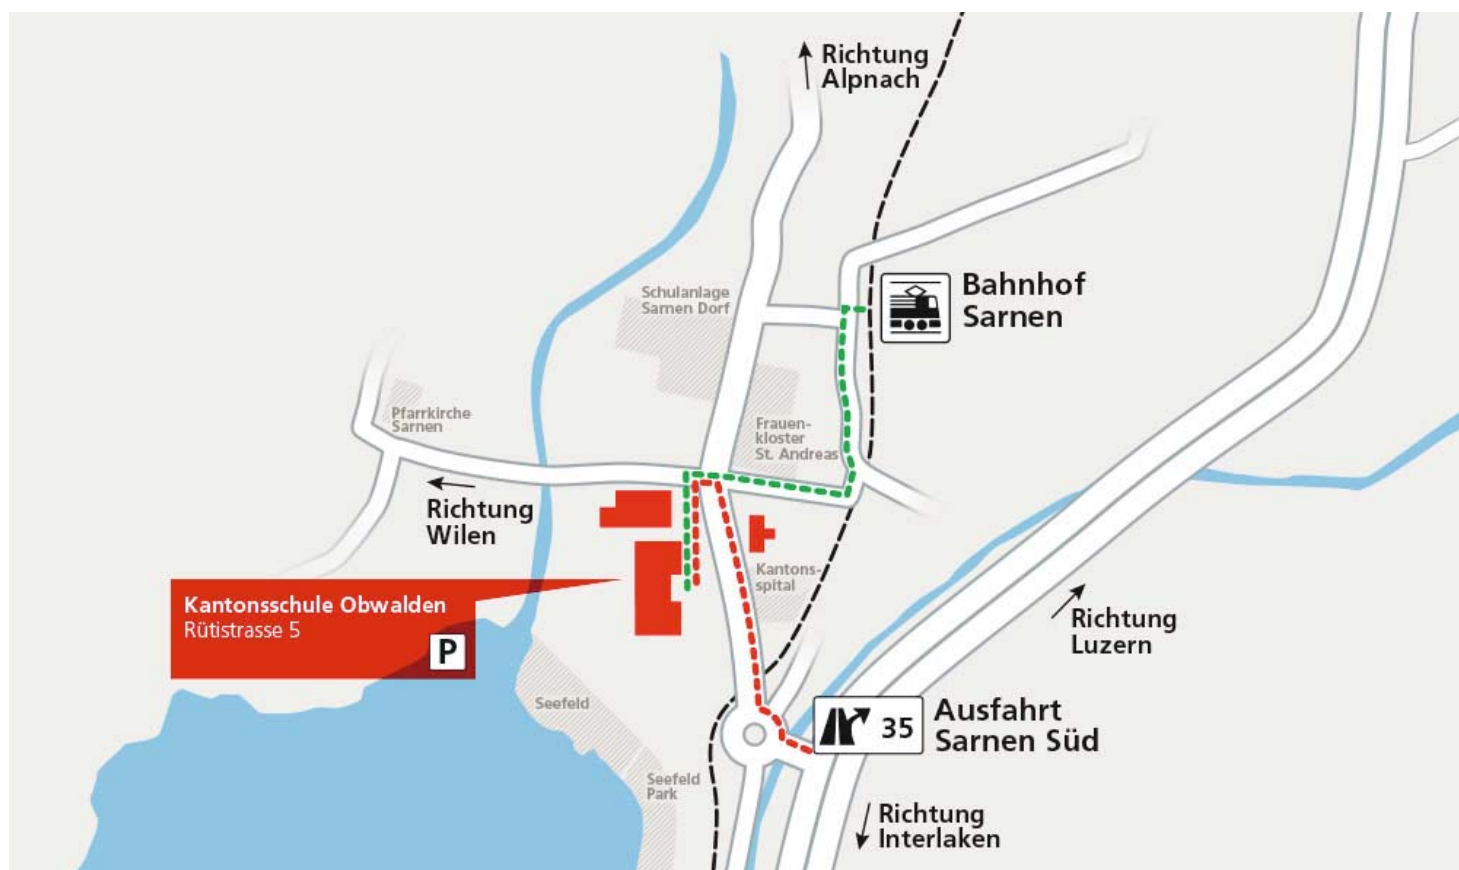 Richtung
Alpnach
Bahnhof
Sarnen
Schulanlage
Sarnen Dorf
Pfarrkirche
Sarnen
Frauen-
kloster
St. Andreas
Richtung
Wilen
Kantons-
spital
Kantonsschule Obwalden
Rütistrasse 5
P
Richtung
Luzern
Seefeld
35
Ausfahrt
Sarnen Süd
Seefeld
Park
Richtung
Interlaken